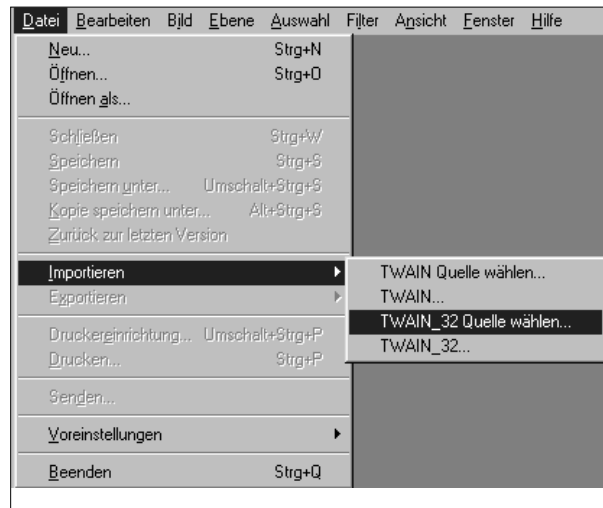 Datei Bearbeiten Bild Ebene Auswahl Filter Ansicht Fenster Hilfe
Neu... Strg+N
Öffnen... Strg+O
Öffnen als...
Schließen Strg+W
Speichern Strg+S
Speichern unter... Umschalt+Strg+S
Kopie speichern unter... Alt+Strg+S
Zurück zur letzten Version
Importieren
Exportieren
Druckereinrichtung... Umschalt+Strg+P
Drucken... Strg+P
Senden...
Voreinstellungen
Beenden Strg+Q
TWAIN Quelle wählen...
TWAIN...
TWAIN_32 Quelle wählen...
TWAIN_32...